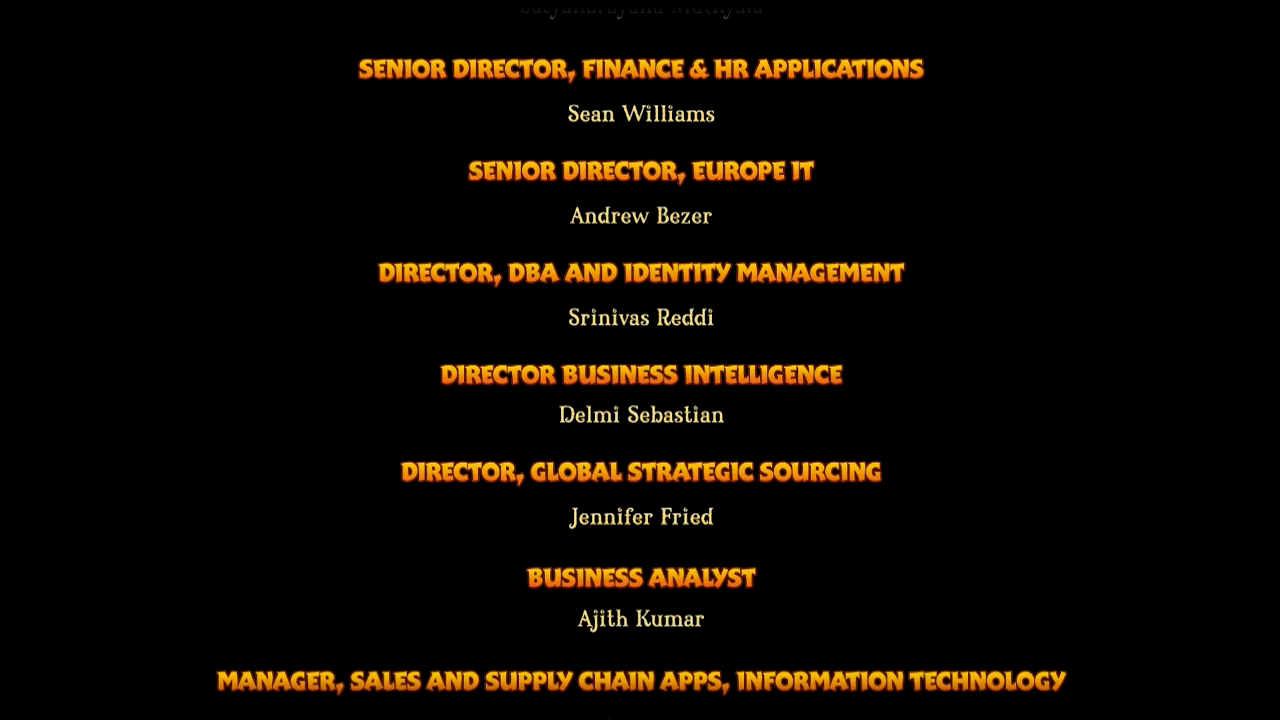 SENIOR DIRECTOR, FINANCE & HR APPLICATIONS
Sean Williams
SENIOR DIRECTOR, EUROPE IT
Andrew Bezer
DIRECTOR, DBA AND IDENTITY MANAGEMENT
Srinivas Reddi
DIRECTOR BUSINESS INTELLIGENCE
Delmi Sebastian
DIRECTOR, GLOBAL STRATEGIC SOURCING
Jennifer Fried
BUSINESS ANALYST
Ajith Kumar
MANAGER, SALES AND SUPPLY CHAIN APPS, INFORMATION TECHNOLOGY